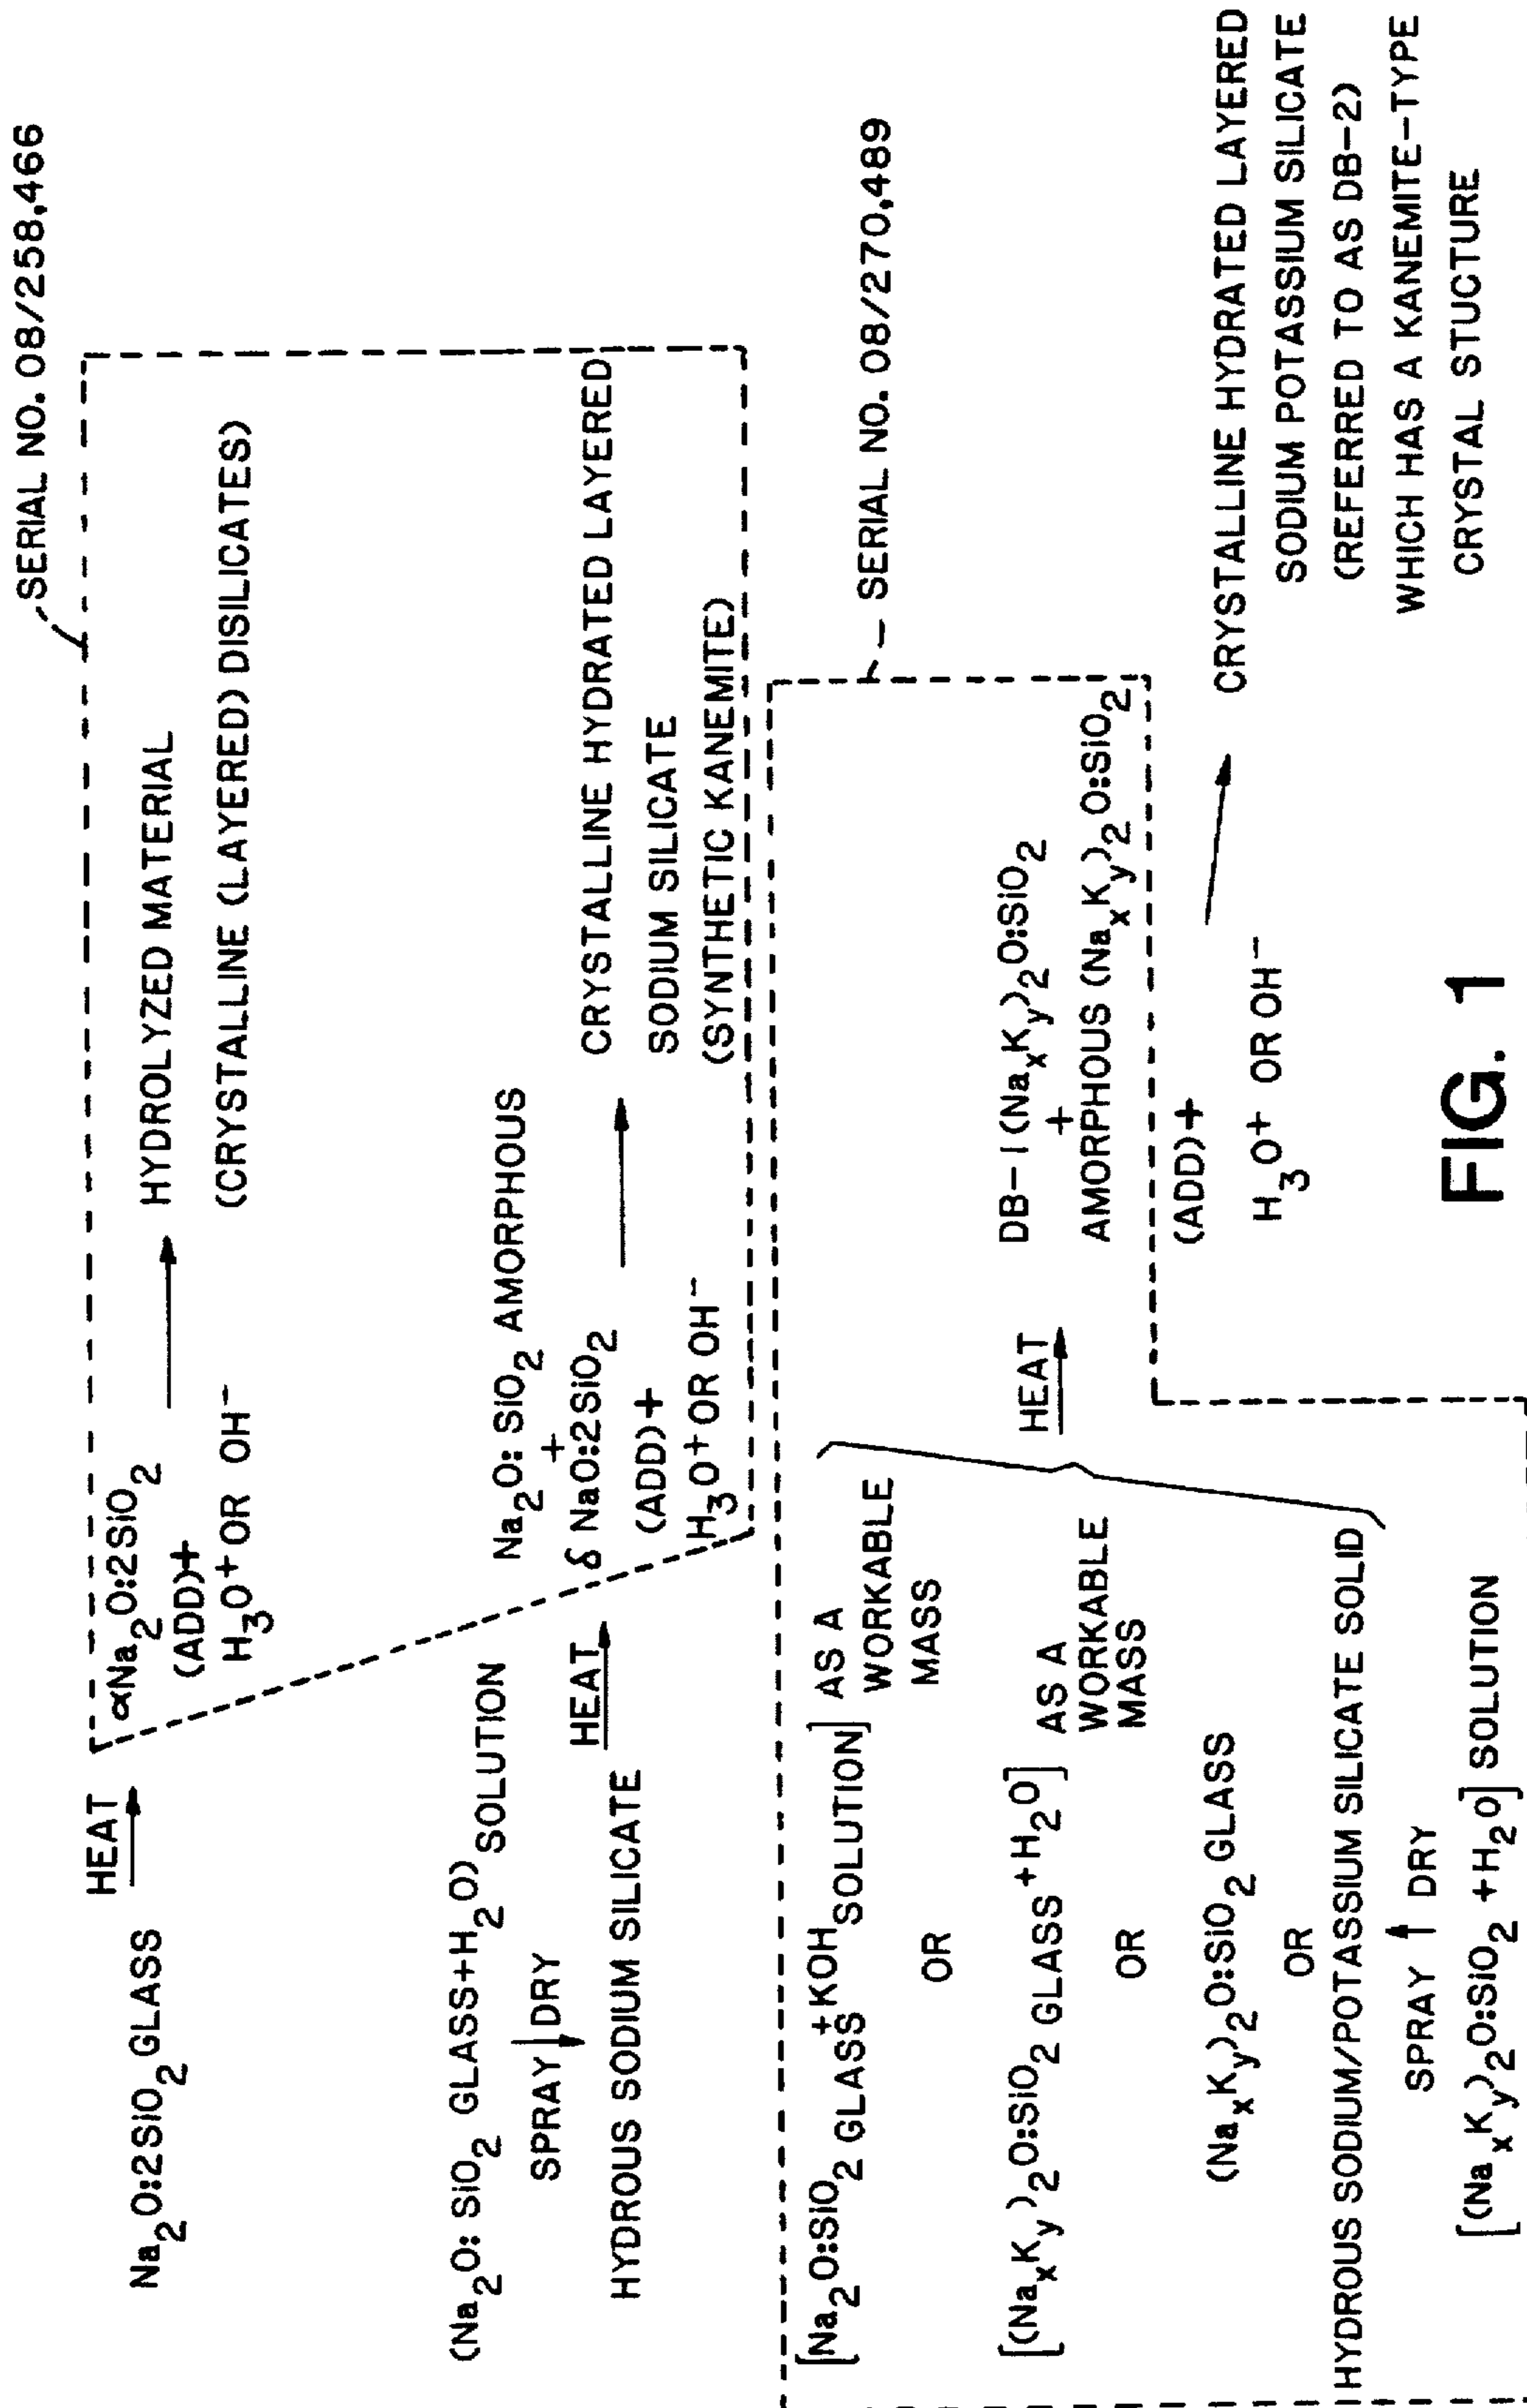 SERIAL NO. 08/258,466
HEAT
Na2O:2SiO2 GLASS
αNa2O:2SiO2
(ADD)+
H3O+ OR OH−
HYDROLYZED MATERIAL
(CRYSTALLINE (LAYERED) DISILICATES)
(Na2O: SiO2 GLASS+H2O) SOLUTION
SPRAY DRY
HYDROUS SODIUM SILICATE
HEAT
Na2O: SiO2 AMORPHOUS
+
δ NaO:2SiO2
(ADD)+
H3O+ OR OH−
CRYSTALLINE HYDRATED LAYERED
SODIUM SILICATE
(SYNTHETIC KANEMITE)
SERIAL NO. 08/270,489
[Na2O:SiO2 GLASS+KOH SOLUTION] AS A
WORKABLE
MASS
OR
[(NaxKy)2O:SiO2 GLASS+H2O] AS A
WORKABLE
MASS
OR
(NaxKy)2O:SiO2 GLASS
OR
HYDROUS SODIUM/POTASSIUM SILICATE SOLID
SPRAY DRY
[(NaxKy)2O:SiO2 +H2O] SOLUTION
HEAT
DB-1 (NaxKy)2O:SiO2
+
AMORPHOUS (NaxKy)2O:SiO2
(ADD)+
H3O+ OR OH−
CRYSTALLINE HYDRATED LAYERED
SODIUM POTASSIUM SILICATE
(REFERRED TO AS DB-2)
WHICH HAS A KANEMITE-TYPE
CRYSTAL STUCTURE
FIG. 1